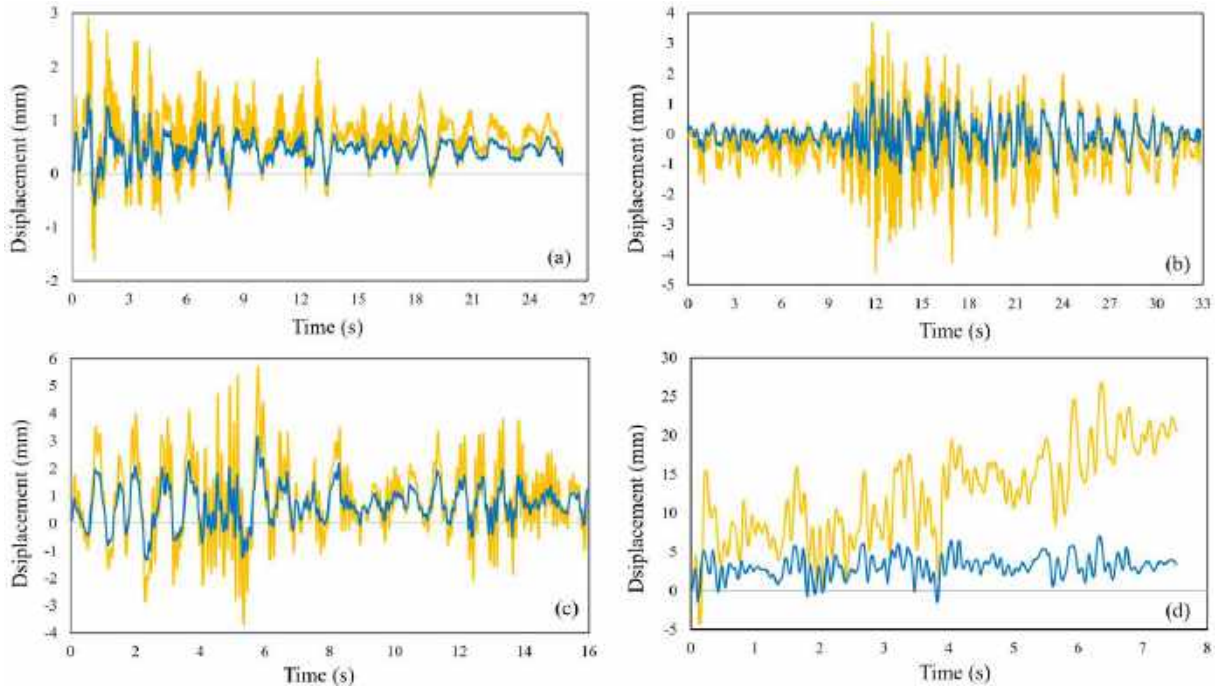 3
2
1
0
1
-2
Dsiplacement (mm)
0 3 6 9 12 15 18 21 24 27
Time (s)
(a)
4
3
2
1
0
-1
-2
-3
-4
-5
Dsiplacement (mm)
0 3 6 9 12 15 18 21 24 27 30 33
Time (s)
(b)
6
5
4
3
2
1
0
-1
-2
-3
-4
Dsiplacement (mm)
0 2 4 6 8 10 12 14 16
Time (s)
(c)
30
25
20
15
10
5
0
-5
Dsiplacement (mm)
0 1 2 3 4 5 6 7 8
Time (s)
(d)